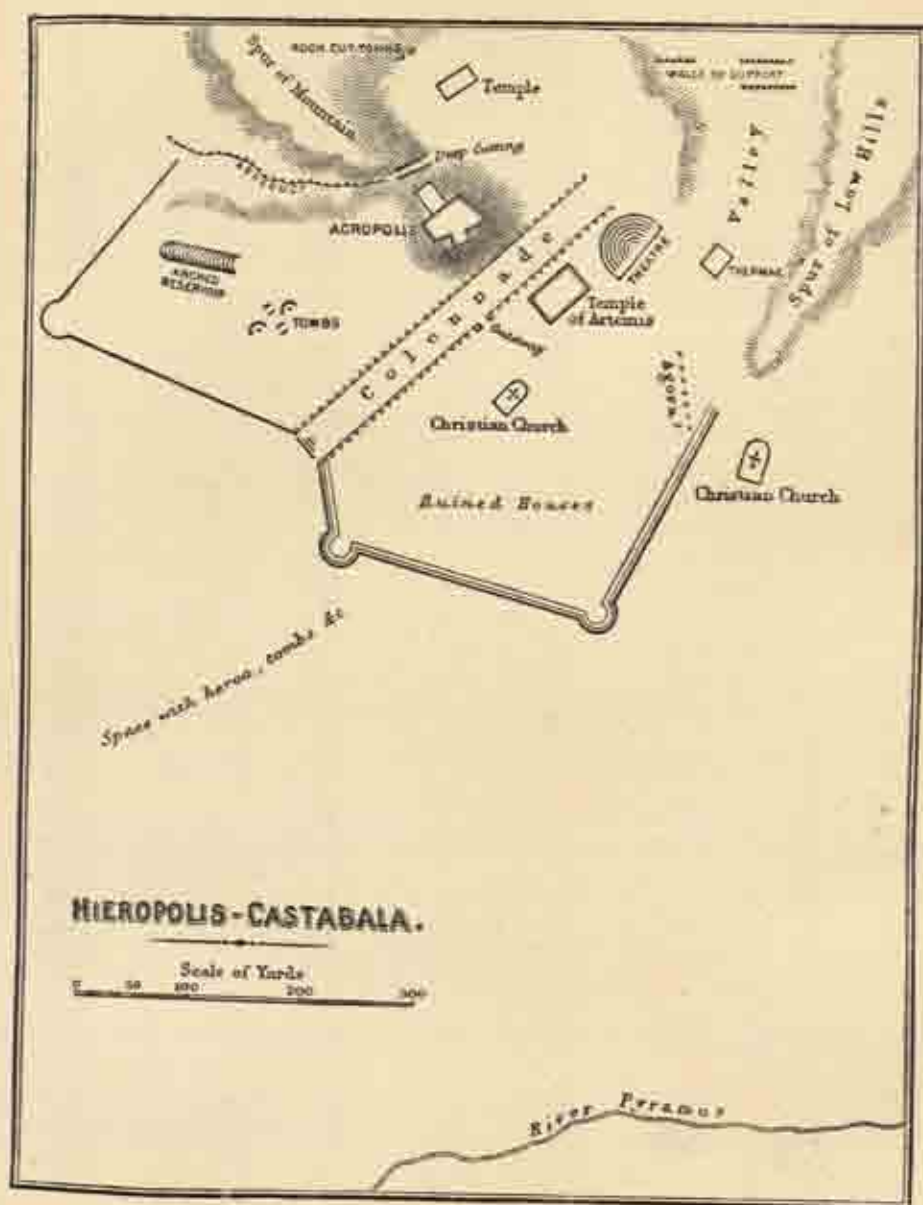 ROCK CUT TOMBS
Spur of Mountain
Temple
WALLS OF SUPPORT
Deep Cutting
AQUEDUCT
Valley
Spur of Low Hills
ACROPOLIS
ARCHED
RESERVOIR
TOMBS
Colonnade
THEATRE
THERMAE
Temple
of Artemis
Gateway
Agora
Christian Church
Christian Church
Ruined Houses
Space with heroa, tombs &c
HIEROPOLIS-CASTABALA.
Scale of Yards
0 50 100 200 300
River Pyramus